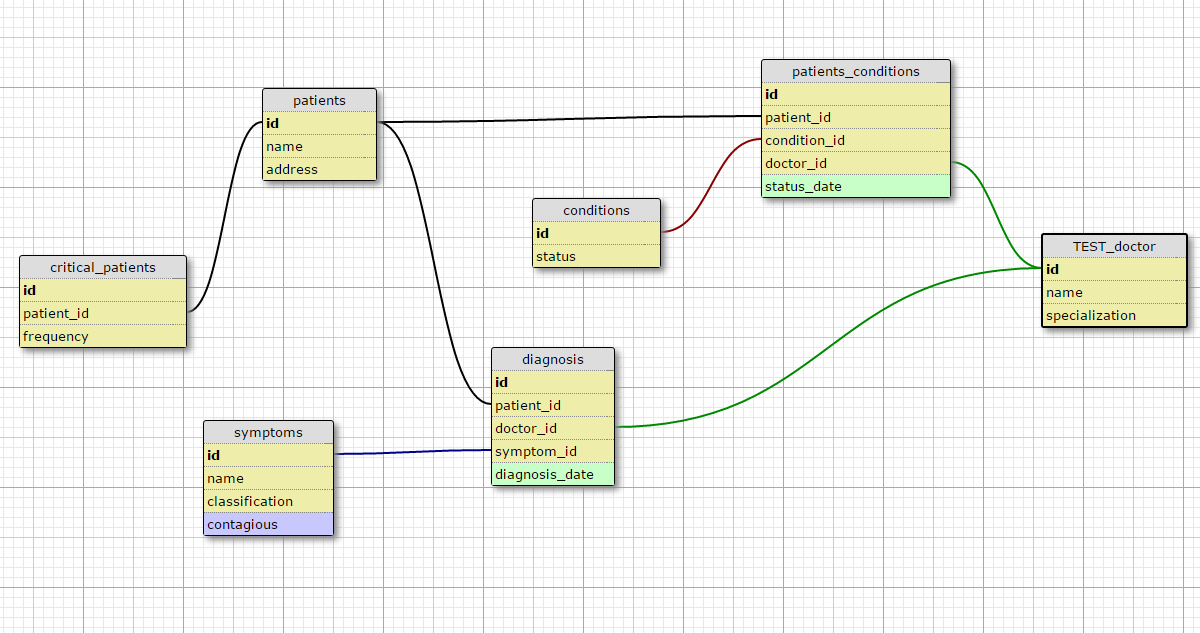 patients_conditions
id
patient_id
condition_id
doctor_id
status_date
patients
id
name
address
conditions
id
status
TEST_doctor
id
name
specialization
critical_patients
id
patient_id
frequency
diagnosis
id
patient_id
doctor_id
symptom_id
diagnosis_date
symptoms
id
name
classification
contagious